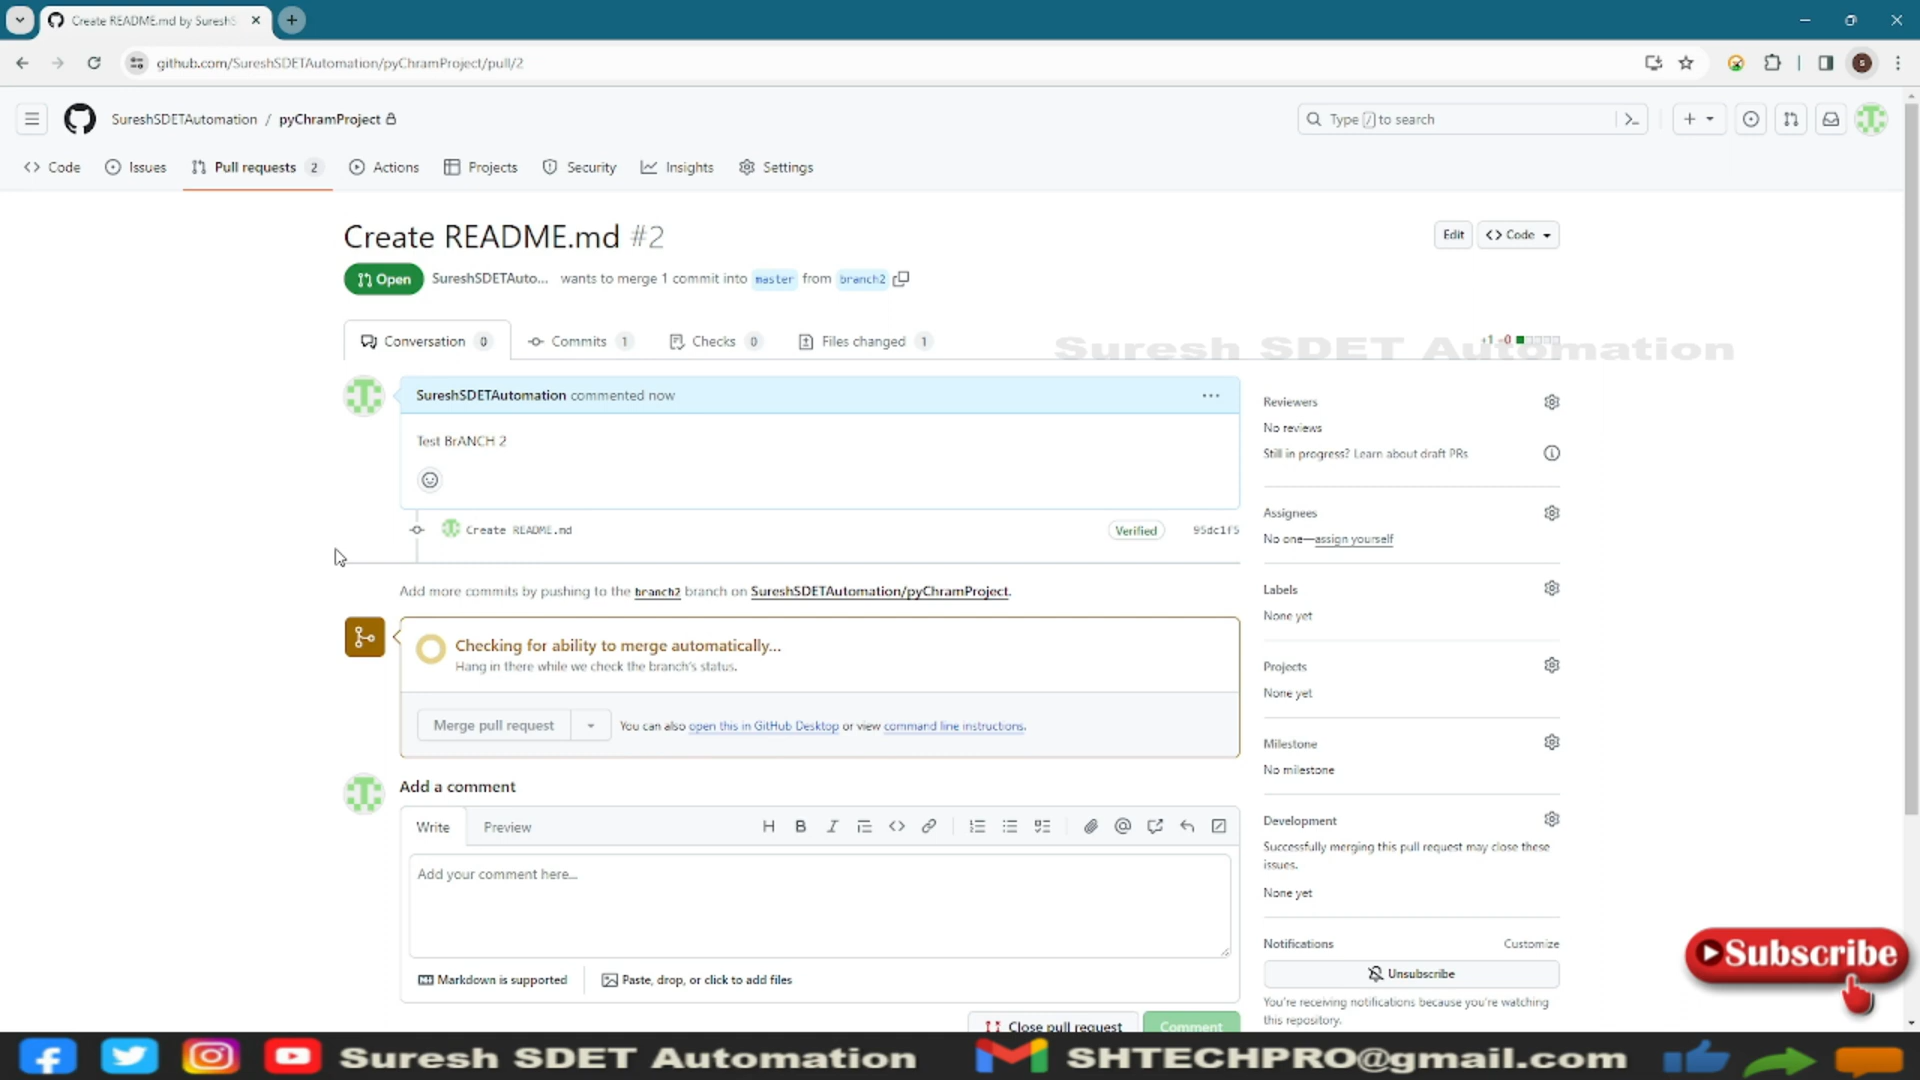 Create README.md by SureshS
github.com/SureshSDETAutomation/pyChramProject/pull/2
SureshSDETAutomation / pyChramProject
Type / to search
Code
Issues
Pull requests 2
Actions
Projects
Security
Insights
Settings
Create README.md #2
Edit
<> Code
Open
SureshSDETAuto... wants to merge 1 commit into master from branch2
Conversation 0
Commits 1
Checks 0
Files changed 1
+1 -0
Suresh SDET Automation
SureshSDETAutomation commented now
Test BrANCH 2
Create README.md
Verified
95dc1f5
Add more commits by pushing to the branch2 branch on SureshSDETAutomation/pyChramProject.
Checking for ability to merge automatically...
Hang in there while we check the branch's status.
Merge pull request
You can also open this in GitHub Desktop or view command line instructions.
Add a comment
Write
Preview
Add your comment here...
Markdown is supported
Paste, drop, or click to add files
Close pull request
Comment
Reviewers
No reviews
Still in progress? Learn about draft PRs
Assignees
No one—assign yourself
Labels
None yet
Projects
None yet
Milestone
No milestone
Development
Successfully merging this pull request may close these
issues.
None yet
Notifications
Customize
Unsubscribe
You're receiving notifications because you're watching
this repository.
Subscribe
Suresh SDET Automation
SHTECHPRO@gmail.com